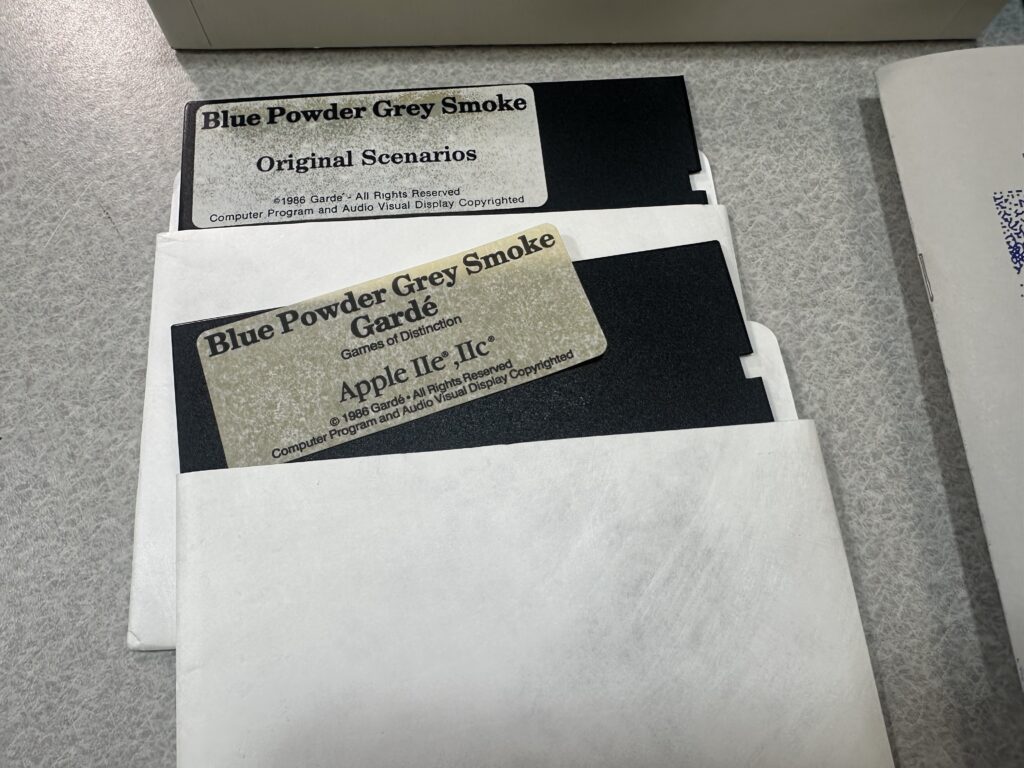 Blue Powder Grey Smoke
Original Scenarios
©1986 Gardé® - All Rights Reserved
Computer Program and Audio Visual Display Copyrighted
Blue Powder Grey Smoke
Gardé
Games of Distinction
Apple IIe®,IIc®
© 1986 Gardé • All Rights Reserved
Computer Program and Audio Visual Display Copyrighted